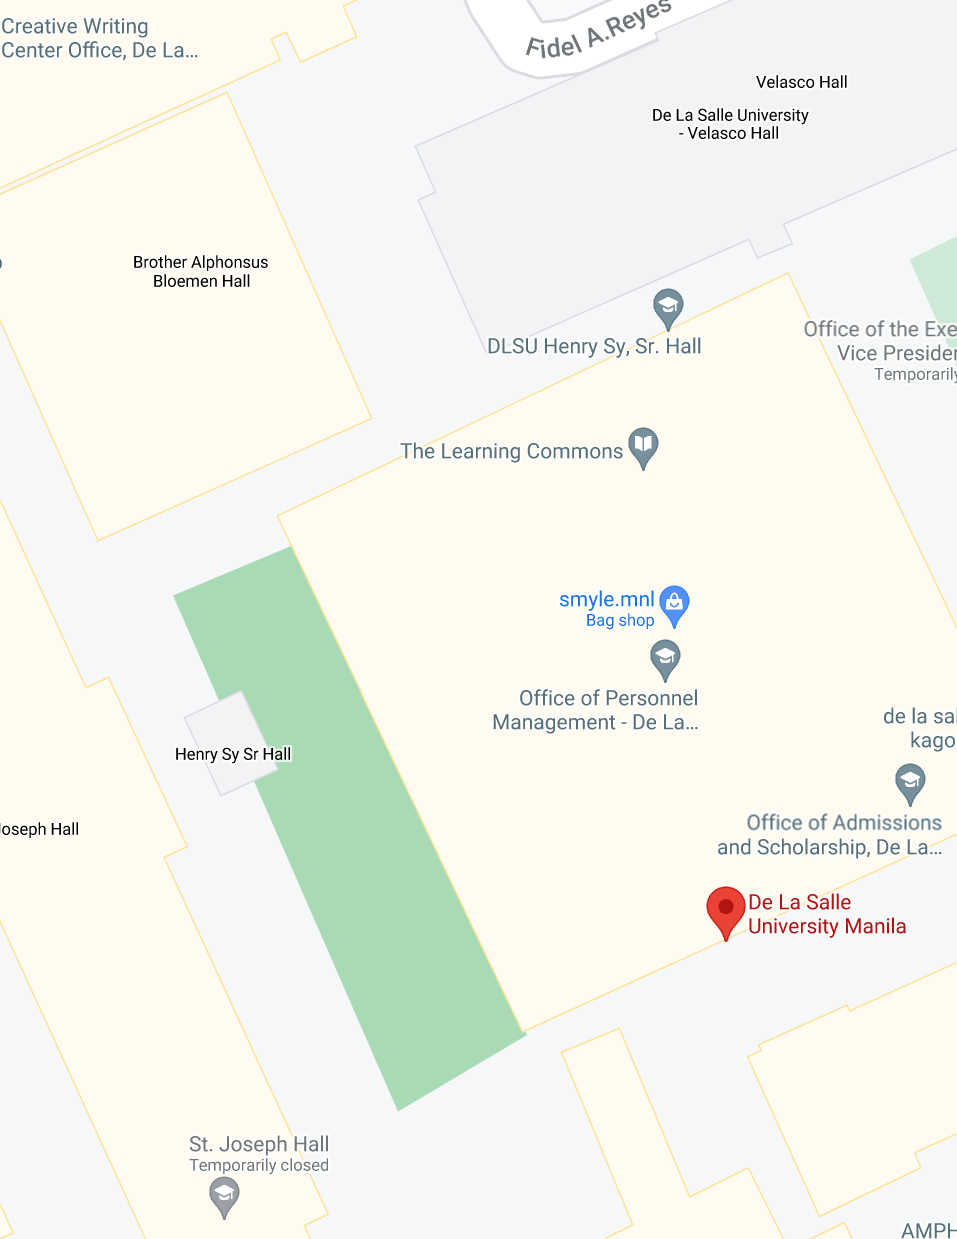 Creative Writing
Center Office, De La...
Fidel A.Reyes
Velasco Hall
De La Salle University
- Velasco Hall
Brother Alphonsus
Bloemen Hall
DLSU Henry Sy, Sr. Hall
Office of the Exe
Vice Presider
Temporarily
The Learning Commons
smyle.mnl
Bag shop
Office of Personnel
Management - De La...
de la sal
kago
Henry Sy Sr Hall
Joseph Hall
Office of Admissions
and Scholarship, De La...
De La Salle
University Manila
St. Joseph Hall
Temporarily closed
AMPH